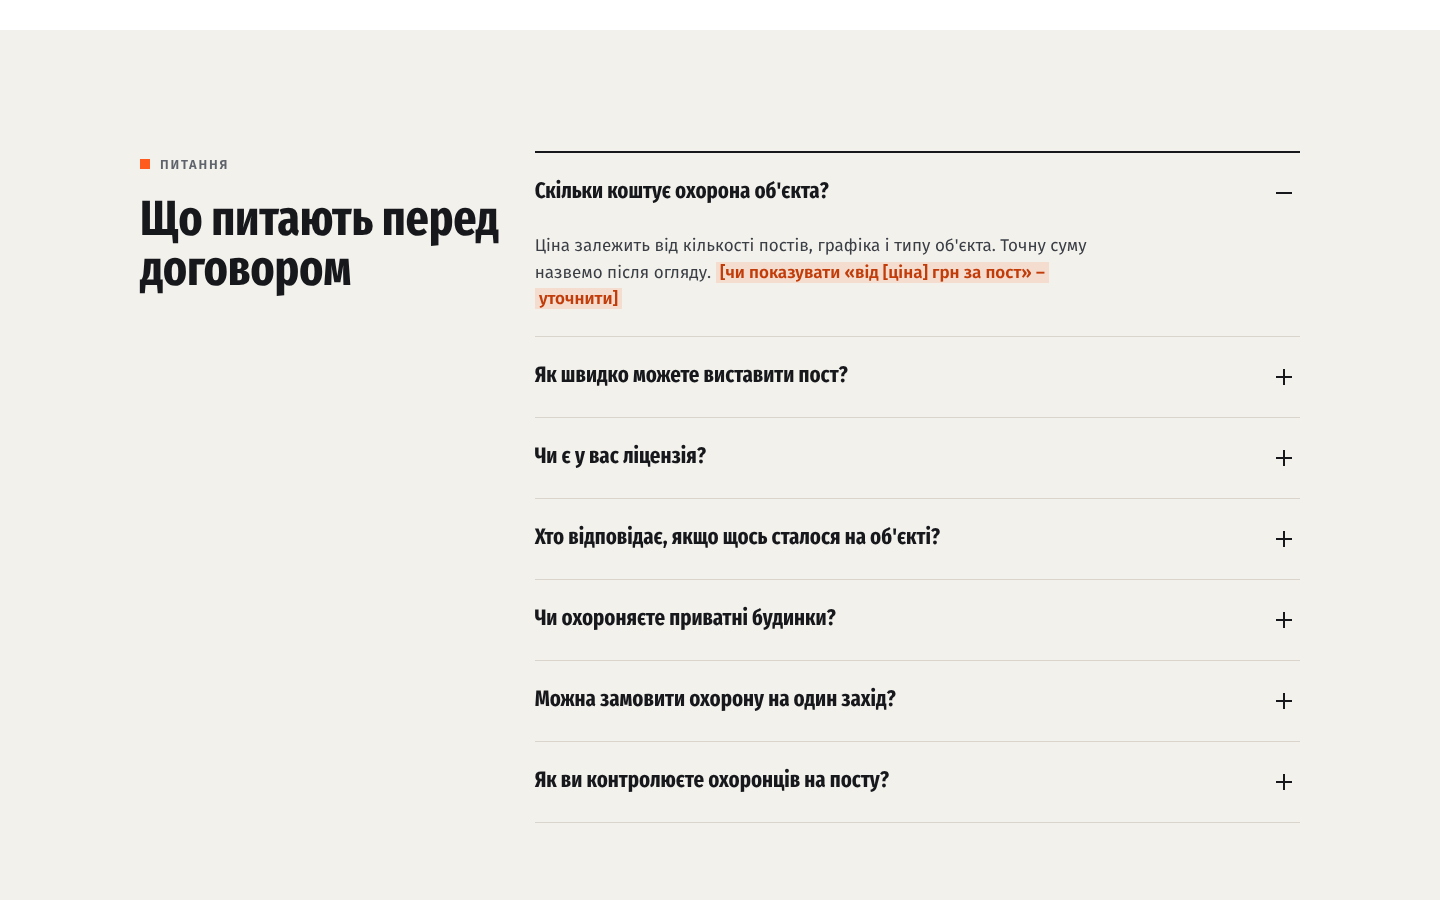 ПИТАННЯ
Що питають перед
договором
Скільки коштує охорона об'єкта?
Ціна залежить від кількості постів, графіка і типу об'єкта. Точну суму
назвемо після огляду. [чи показувати «від [ціна] грн за пост» –
уточнити]
Як швидко можете виставити пост?
Чи є у вас ліцензія?
Хто відповідає, якщо щось сталося на об'єкті?
Чи охороняєте приватні будинки?
Можна замовити охорону на один захід?
Як ви контролюєте охоронців на посту?